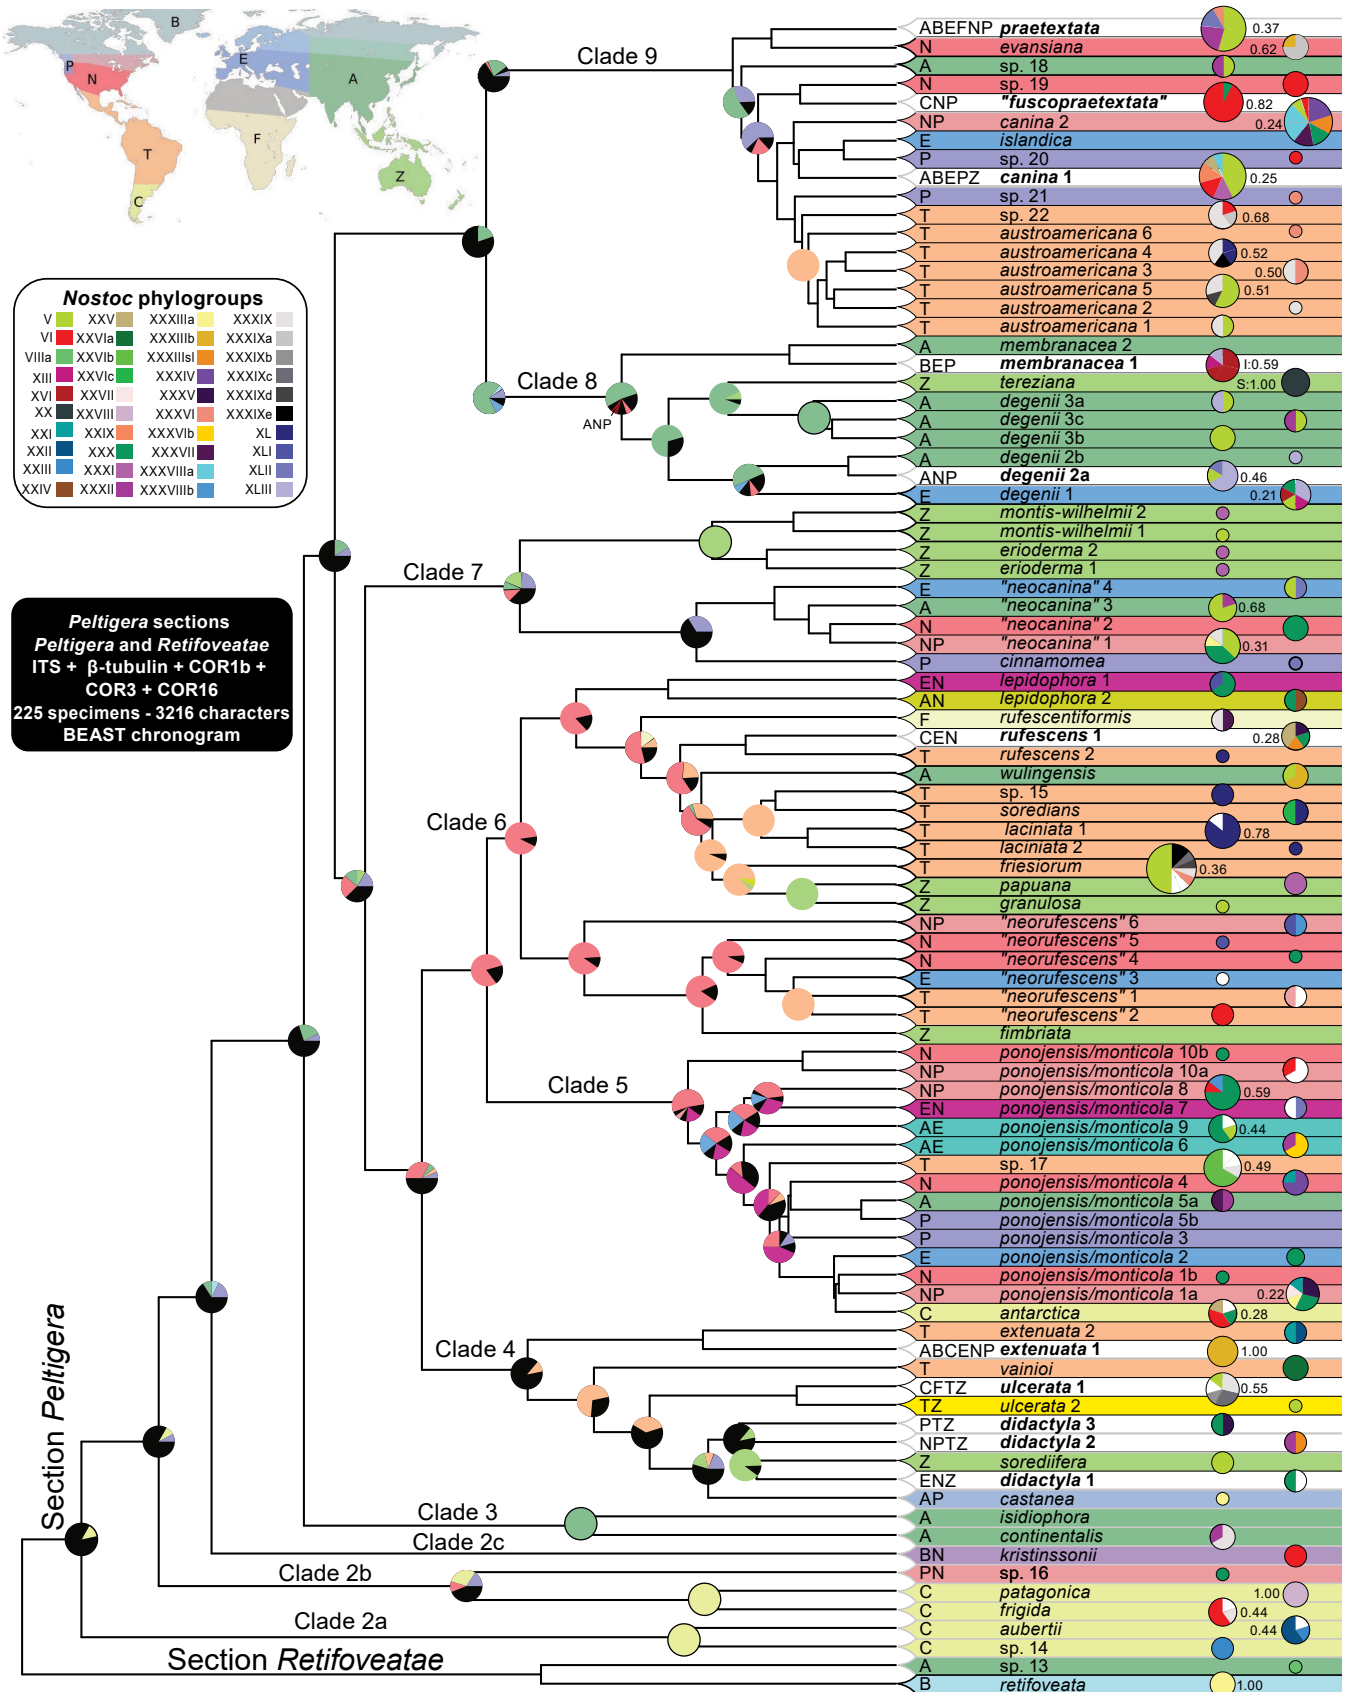 B
P
N
E
A
F
T
Z
C
Nostoc phylogroups
V XXV XXXIIIa XXXIX
VI XXVIa XXXIIIb XXXIXa
VIIIa XXVIb XXXIIIsl XXXIXb
XIII XXVIc XXXIV XXXIXc
XVI XXVII XXXV XXXIXd
XX XXVIII XXXVI XXXIXe
XXI XXIX XXXVIb XL
XXII XXX XXXVII XLI
XXIII XXXI XXXVIIIa XLII
XXIV XXXII XXXVIIIb XLIII
Peltigera sections
Peltigera and Retifoveatae
ITS + β-tubulin + COR1b +
COR3 + COR16
225 specimens - 3216 characters
BEAST chronogram
Section Peltigera
Section Retifoveatae
Clade 9
Clade 8
ANP
Clade 7
Clade 6
Clade 5
Clade 4
Clade 3
Clade 2c
Clade 2b
Clade 2a
ABEFNP praetextata 0.37
N evansiana 0.62
A sp. 18
N sp. 19
CNP "fuscopraetextata" 0.82
NP canina 2 0.24
E islandica
P sp. 20
ABEPZ canina 1 0.25
P sp. 21
T sp. 22 0.68
T austroamericana 6
T austroamericana 4 0.52
T austroamericana 3 0.50
T austroamericana 5 0.51
T austroamericana 2
T austroamericana 1
A membranacea 2
BEP membranacea 1 I:0.59
Z tereziana S:1.00
A degenii 3a
A degenii 3c
A degenii 3b
A degenii 2b
ANP degenii 2a 0.46
E degenii 1 0.21
Z montis-wilhelmii 2
Z montis-wilhelmii 1
Z erioderma 2
Z erioderma 1
E "neocanina" 4
A "neocanina" 3 0.68
N "neocanina" 2
NP "neocanina" 1 0.31
P cinnamomea
EN lepidophora 1
AN lepidophora 2
F rufescentiformis
CEN rufescens 1 0.28
T rufescens 2
A wulingensis
T sp. 15
T soredians
T laciniata 1 0.78
T laciniata 2
T friesiorum 0.36
Z papuana
Z granulosa
NP "neorufescens" 6
N "neorufescens" 5
N "neorufescens" 4
E "neorufescens" 3
T "neorufescens" 1
T "neorufescens" 2
Z fimbriata
N ponojensis/monticola 10b
NP ponojensis/monticola 10a
NP ponojensis/monticola 8 0.59
EN ponojensis/monticola 7
AE ponojensis/monticola 9 0.44
AE ponojensis/monticola 6
T sp. 17 0.49
N ponojensis/monticola 4
A ponojensis/monticola 5a
P ponojensis/monticola 5b
P ponojensis/monticola 3
E ponojensis/monticola 2
N ponojensis/monticola 1b
NP ponojensis/monticola 1a 0.22
C antarctica 0.28
T extenuata 2
ABCENP extenuata 1 1.00
T vainioi
CFTZ ulcerata 1 0.55
TZ ulcerata 2
PTZ didactyla 3
NPTZ didactyla 2
Z sorediifera
ENZ didactyla 1
AP castanea
A isidiophora
A continentalis
BN kristinssonii
PN sp. 16
C patagonica 1.00
C frigida 0.44
C aubertii 0.44
C sp. 14
A sp. 13
B retifoveata 1.00